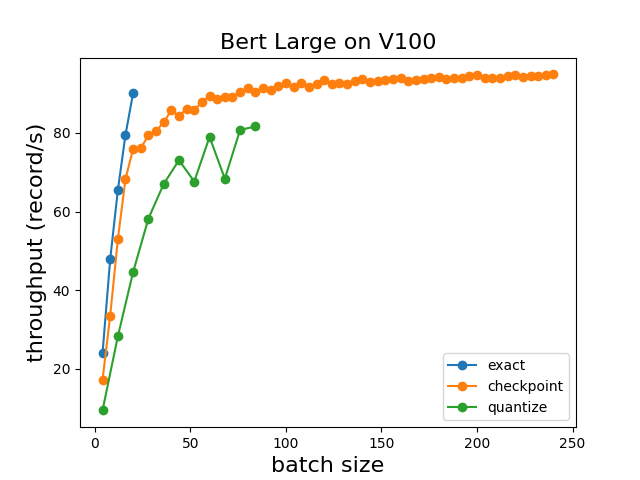 Bert Large on V100
throughput (record/s)
80
60
40
20
0
50
100
150
200
250
batch size
exact
checkpoint
quantize